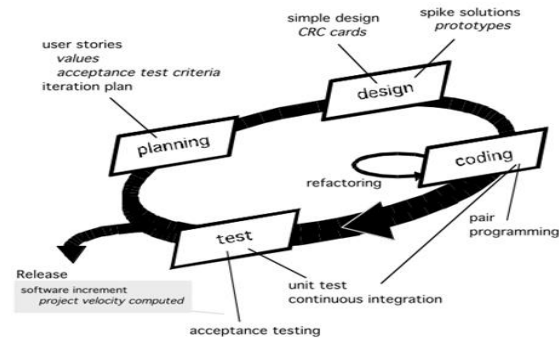 simple design
CRC cards
spike solutions
prototypes
user stories
values
acceptance test criteria
iteration plan
design
planning
coding
refactoring
test
pair
programming
Release
software increment
project velocity computed
unit test
continuous integration
acceptance testing